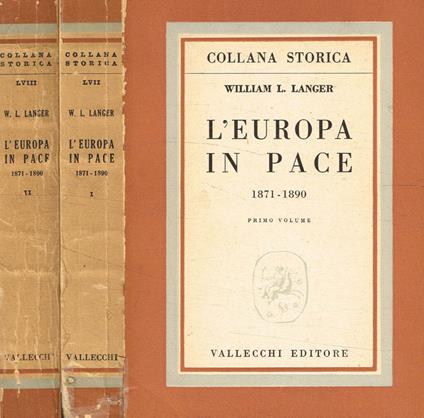 COLLANA
STORICA
LVIII
W. L. LANGER
L'EUROPA
IN PACE
1871-1890
II
VALLECCHI
COLLANA
STORICA
LVII
W. L. LANGER
L'EUROPA
IN PACE
1871-1890
I
VALLECCHI
COLLANA STORICA
WILLIAM L. LANGER
L'EUROPA
IN PACE
1871-1890
PRIMO VOLUME
VALLECCHI EDITORE